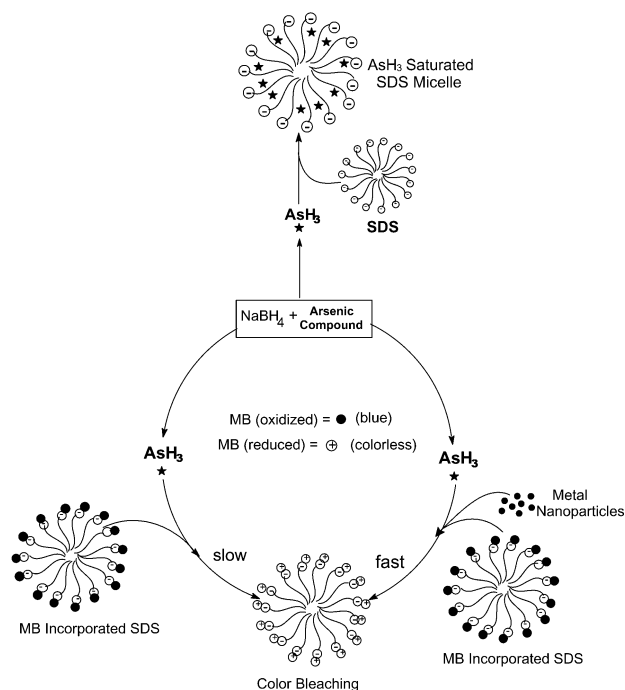 AsH3 Saturated
SDS Micelle
AsH3
SDS
NaBH4 + Arsenic
Compound
MB (oxidized) = (blue)
MB (reduced) = (colorless)
AsH3
AsH3
Metal
Nanoparticles
slow
fast
MB Incorporated SDS
MB Incorporated SDS
Color Bleaching